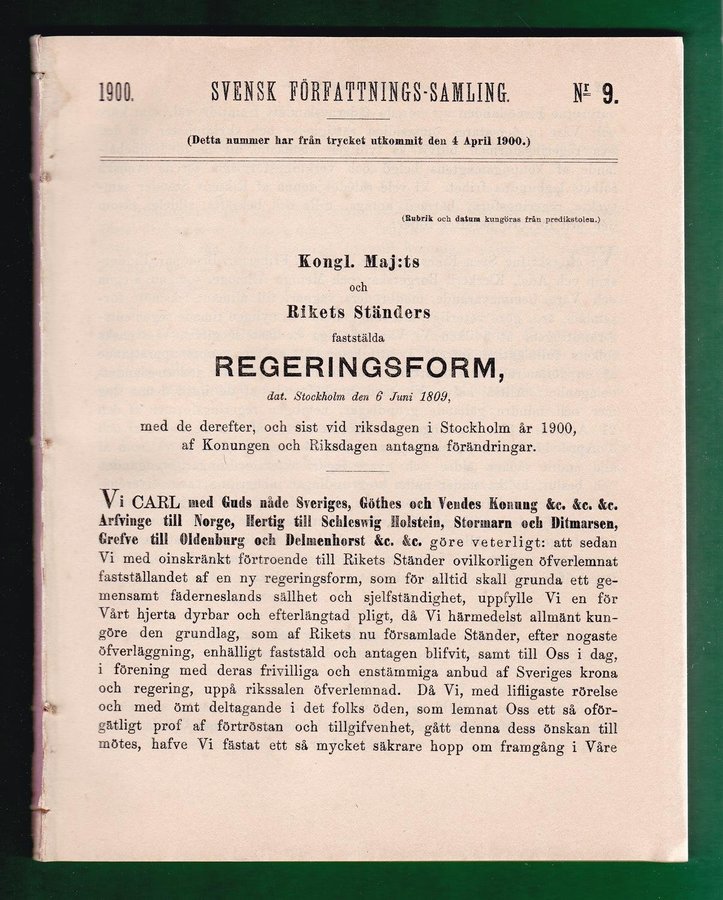 1900. SVENSK FÖRFATTNINGS-SAMLING. Nr 9.
(Detta nummer har från trycket utkommit den 4 April 1900.)
(Rubrik och datum kungöras från predikstolen.)
Kongl. Maj:ts
och
Rikets Ständers
faststälda
REGERINGSFORM,
dat. Stockholm den 6 Juni 1809,
med de derefter, och sist vid riksdagen i Stockholm år 1900,
af Konungen och Riksdagen antagna förändringar.
Vi CARL med Guds nåde Sveriges, Göthes och Vendes Konung &c. &c. &c.
Arfvinge till Norge, Hertig till Schleswig Holstein, Stormarn och Ditmarsen,
Grefve till Oldenburg och Delmenhorst &c. &c. göre veterligt: att sedan
Vi med oinskränkt förtroende till Rikets Ständer ovilkorligen öfverlemnat
fastställandet af en ny regeringsform, som för alltid skall grunda ett ge-
mensamt fäderneslands sällhet och sjelfständighet, uppfylle Vi en för
Vårt hjerta dyrbar och efterlängtad pligt, då Vi härmedelst allmänt kun-
göre den grundlag, som af Rikets nu församlade Ständer, efter nogaste
öfverläggning, enhälligt faststäld och antagen blifvit, samt till Oss i dag,
i förening med deras frivilliga och enstämmiga anbud af Sveriges krona
och regering, uppå rikssalen öfverlemnad. Då Vi, med lifligaste rörelse
och med ömt deltagande i det folks öden, som lemnat Oss ett så oför-
gätligt prof af förtröstan och tillgifvenhet, gått denna dess önskan till
mötes, hafve Vi fästat ett så mycket säkrare hopp om framgång i Våre